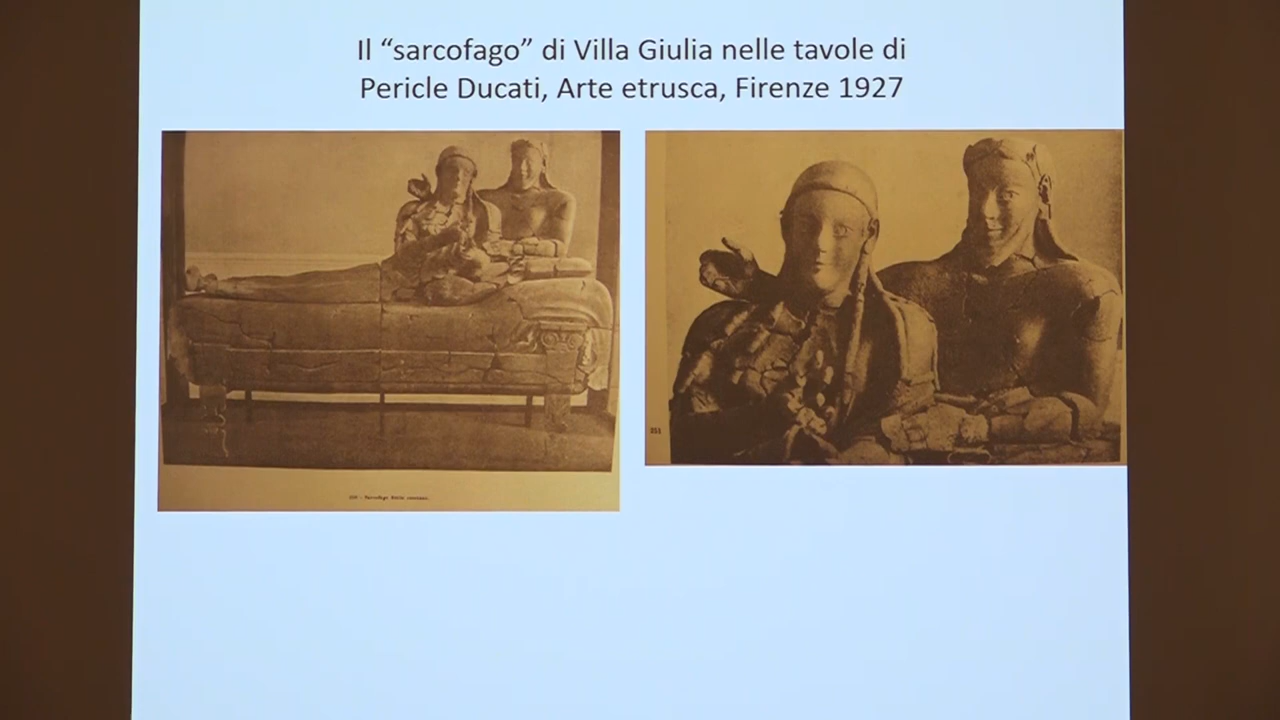 Il “sarcofago” di Villa Giulia nelle tavole di
Pericle Ducati, Arte etrusca, Firenze 1927